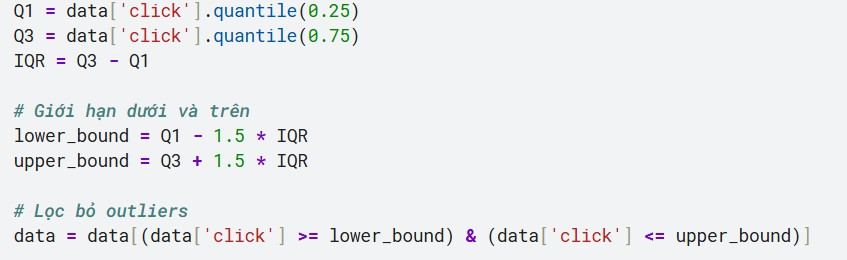 Q1 = data['click'].quantile(0.25)
Q3 = data['click'].quantile(0.75)
IQR = Q3 - Q1
# Giới hạn dưới và trên
lower_bound = Q1 - 1.5 * IQR
upper_bound = Q3 + 1.5 * IQR
# Lọc bỏ outliers
data = data[(data['click'] >= lower_bound) & (data['click'] <= upper_bound)]